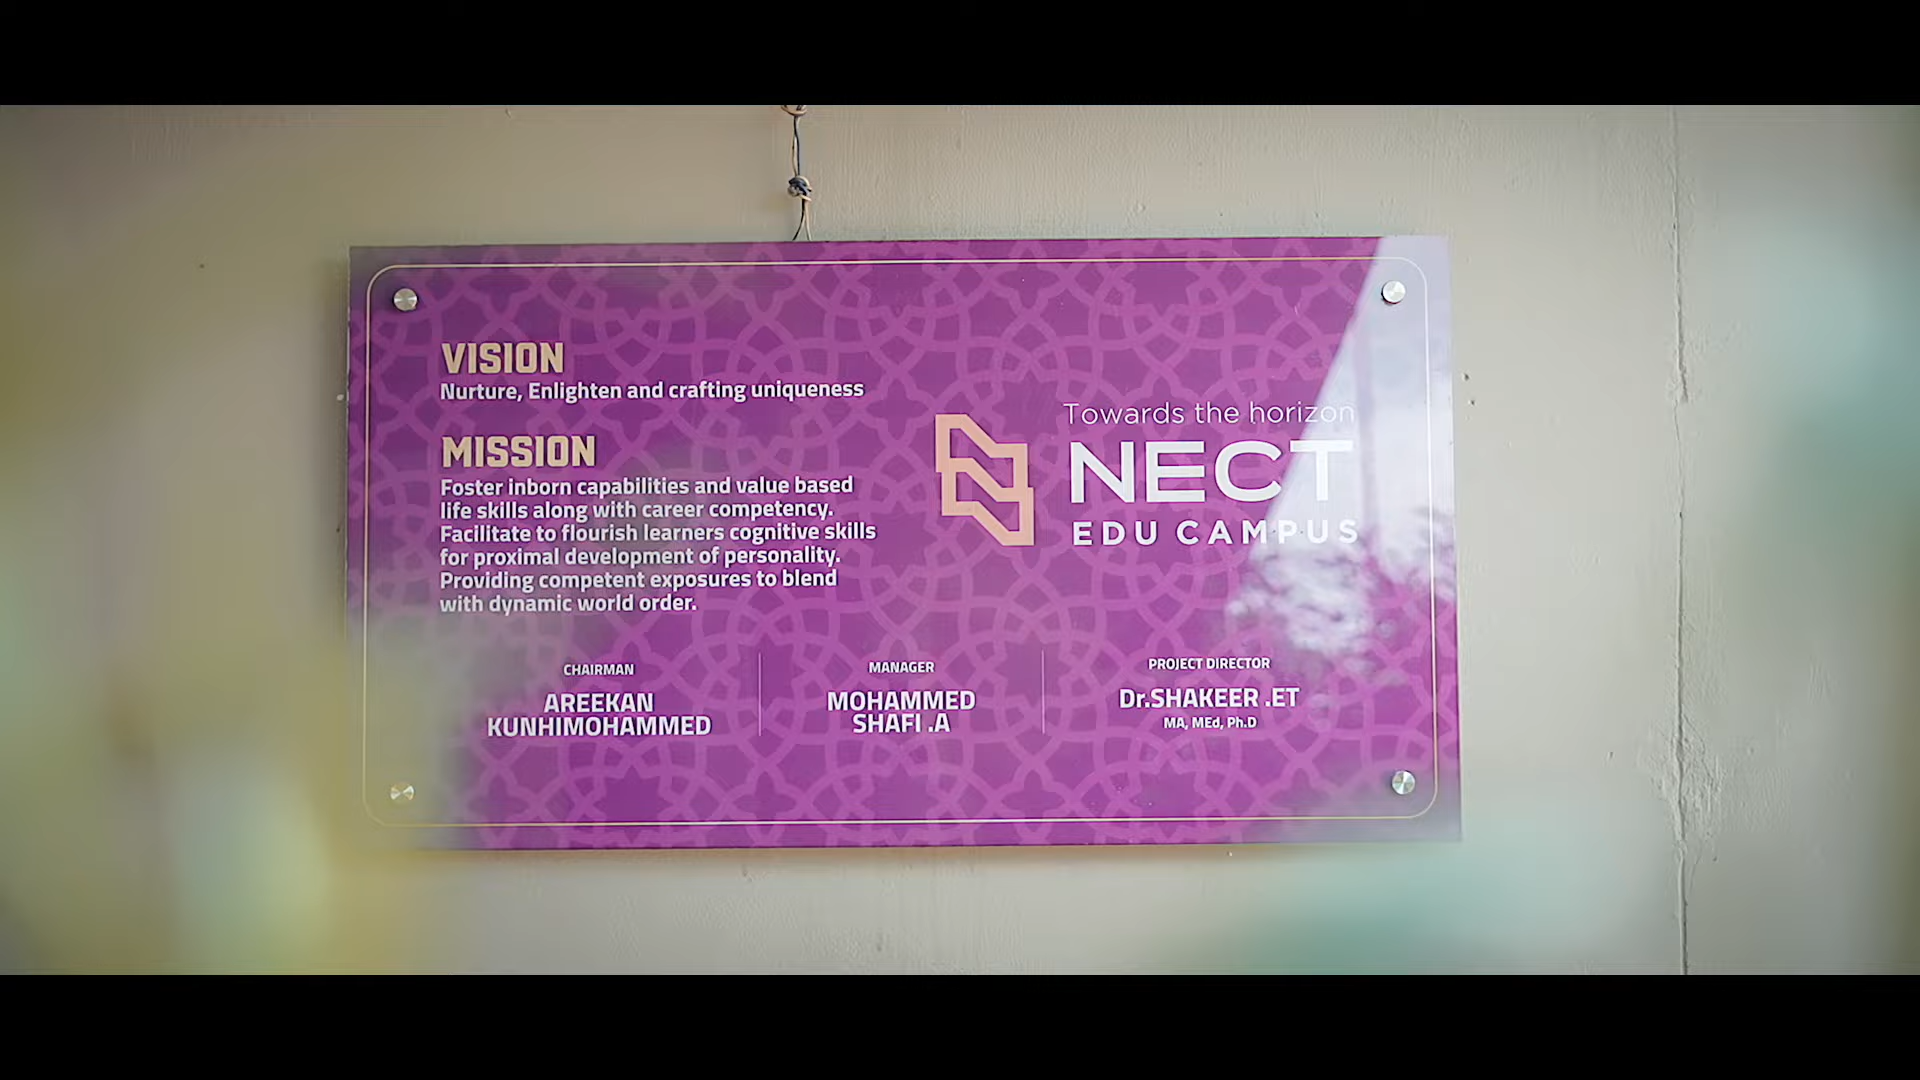 VISION
Nurture, Enlighten and crafting uniqueness
MISSION
Foster inborn capabilities and value based
life skills along with career competency.
Facilitate to flourish learners cognitive skills
for proximal development of personality.
Providing competent exposures to blend
with dynamic world order.
Towards the horizon
NECT
EDU CAMPUS
CHAIRMAN
AREEKAN
KUNHIMOHAMMED
MANAGER
MOHAMMED
SHAFI .A
PROJECT DIRECTOR
Dr.SHAKEER .ET
MA, MEd, Ph.D